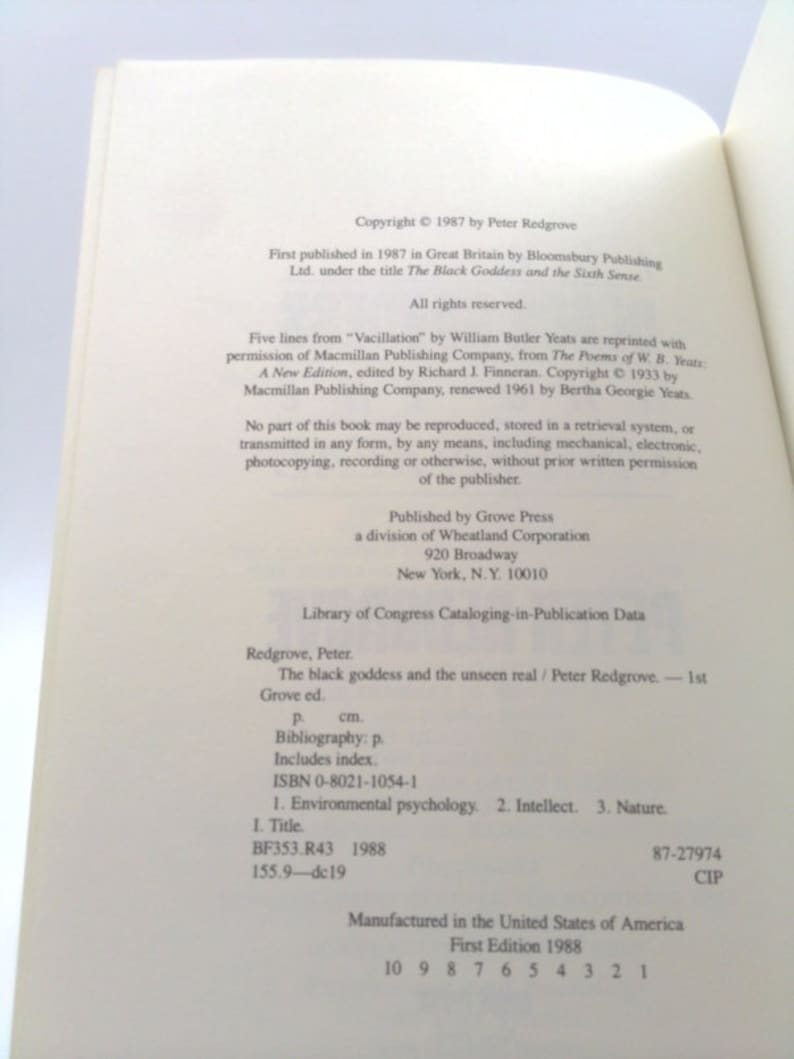 Copyright © 1987 by Peter Redgrove
First published in 1987 in Great Britain by Bloomsbury Publishing
Ltd. under the title The Black Goddess and the Sixth Sense.
All rights reserved.
Five lines from “Vacillation” by William Butler Yeats are reprinted with
permission of Macmillan Publishing Company, from The Poems of W. B. Yeats:
A New Edition, edited by Richard J. Finneran. Copyright © 1933 by
Macmillan Publishing Company, renewed 1961 by Bertha Georgie Yeats.
No part of this book may be reproduced, stored in a retrieval system, or
transmitted in any form, by any means, including mechanical, electronic,
photocopying, recording or otherwise, without prior written permission
of the publisher.
Published by Grove Press
a division of Wheatland Corporation
920 Broadway
New York, N.Y. 10010
Library of Congress Cataloging-in-Publication Data
Redgrove, Peter.
The black goddess and the unseen real / Peter Redgrove. — 1st
Grove ed.
p. cm.
Bibliography: p.
Includes index.
ISBN 0-8021-1054-1
1. Environmental psychology. 2. Intellect. 3. Nature.
I. Title.
BF353.R43 1988 87-27974
155.9—dc19 CIP
Manufactured in the United States of America
First Edition 1988
10 9 8 7 6 5 4 3 2 1